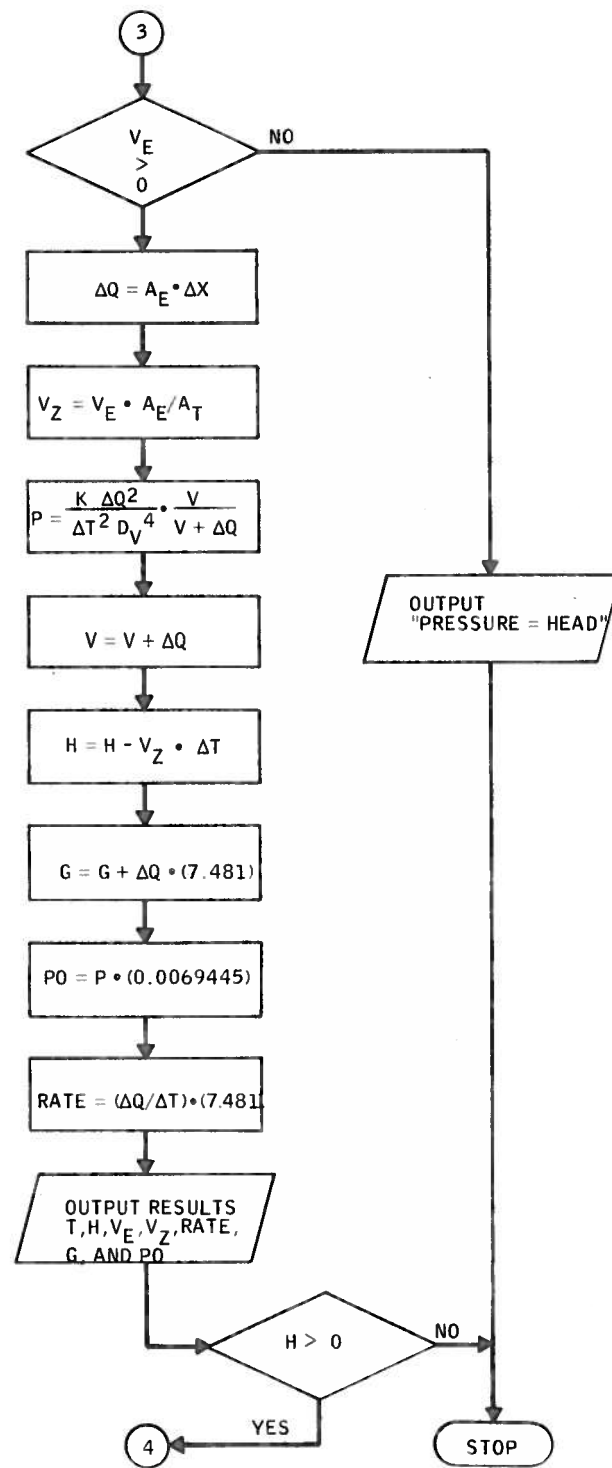 3
V_E
>
0
NO
ΔQ = A_E • ΔX
V_Z = V_E • A_E/A_T
P = K ΔQ² / ΔT² D_V⁴ • V / V + ΔQ
OUTPUT
"PRESSURE = HEAD"
V = V + ΔQ
H = H - V_Z • ΔT
G = G + ΔQ • (7.481)
PO = P • (0.0069445)
RATE = (ΔQ/ΔT) • (7.481
OUTPUT RESULTS
T, H, V_E, V_Z, RATE,
G, AND PO
H > 0
NO
YES
4
STOP